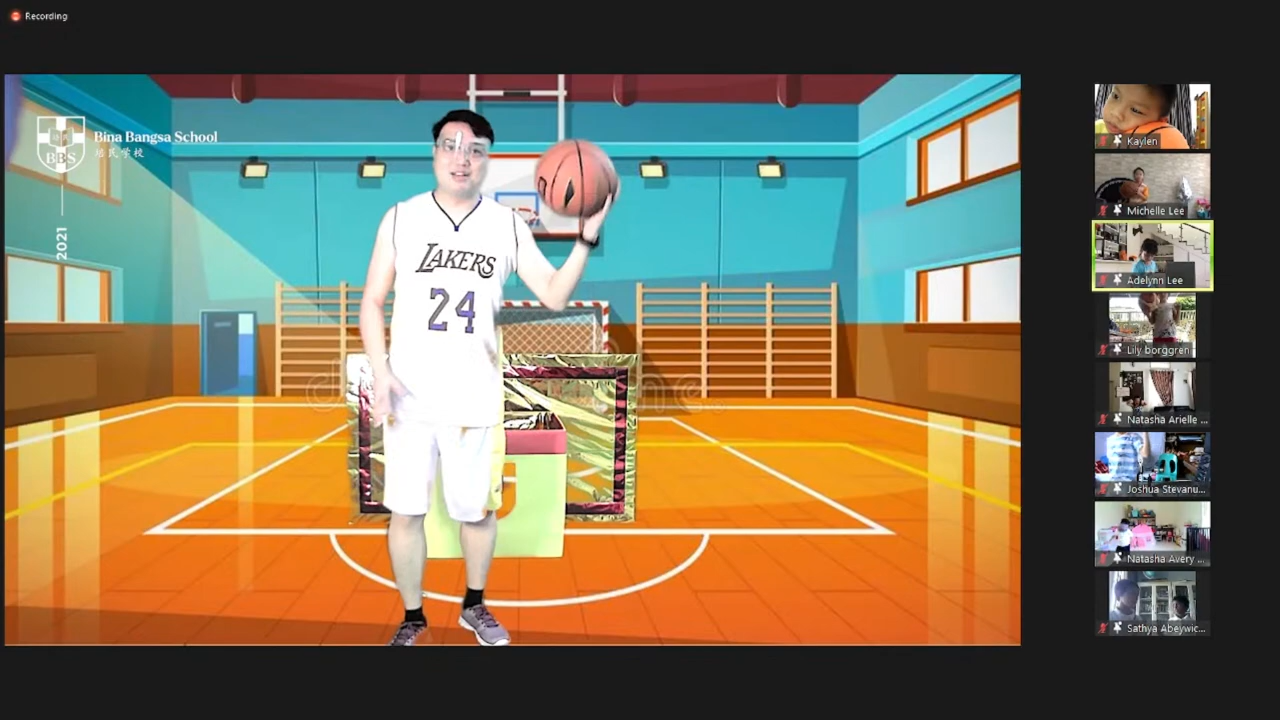 Recording
Bina Bangsa School
培民学校
BBS
2021
LAKERS
24
Kaylen
Michelle Lee
Adelynn Lee
Lily borggren
Natasha Arielle ...
Joshua Stevanu...
Natasha Avery ...
Sathya Abeywic...